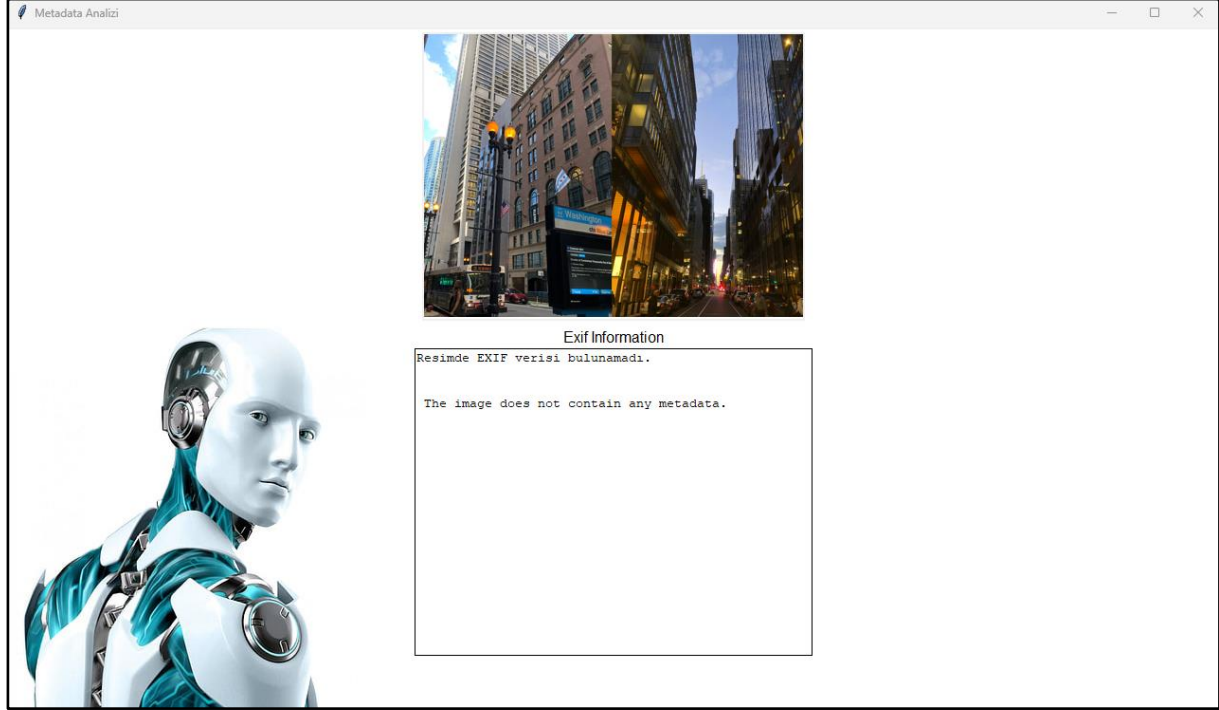 Metadata Analizi
Washington
Exif Information
Resimde EXIF verisi bulunamadı.
The image does not contain any metadata.